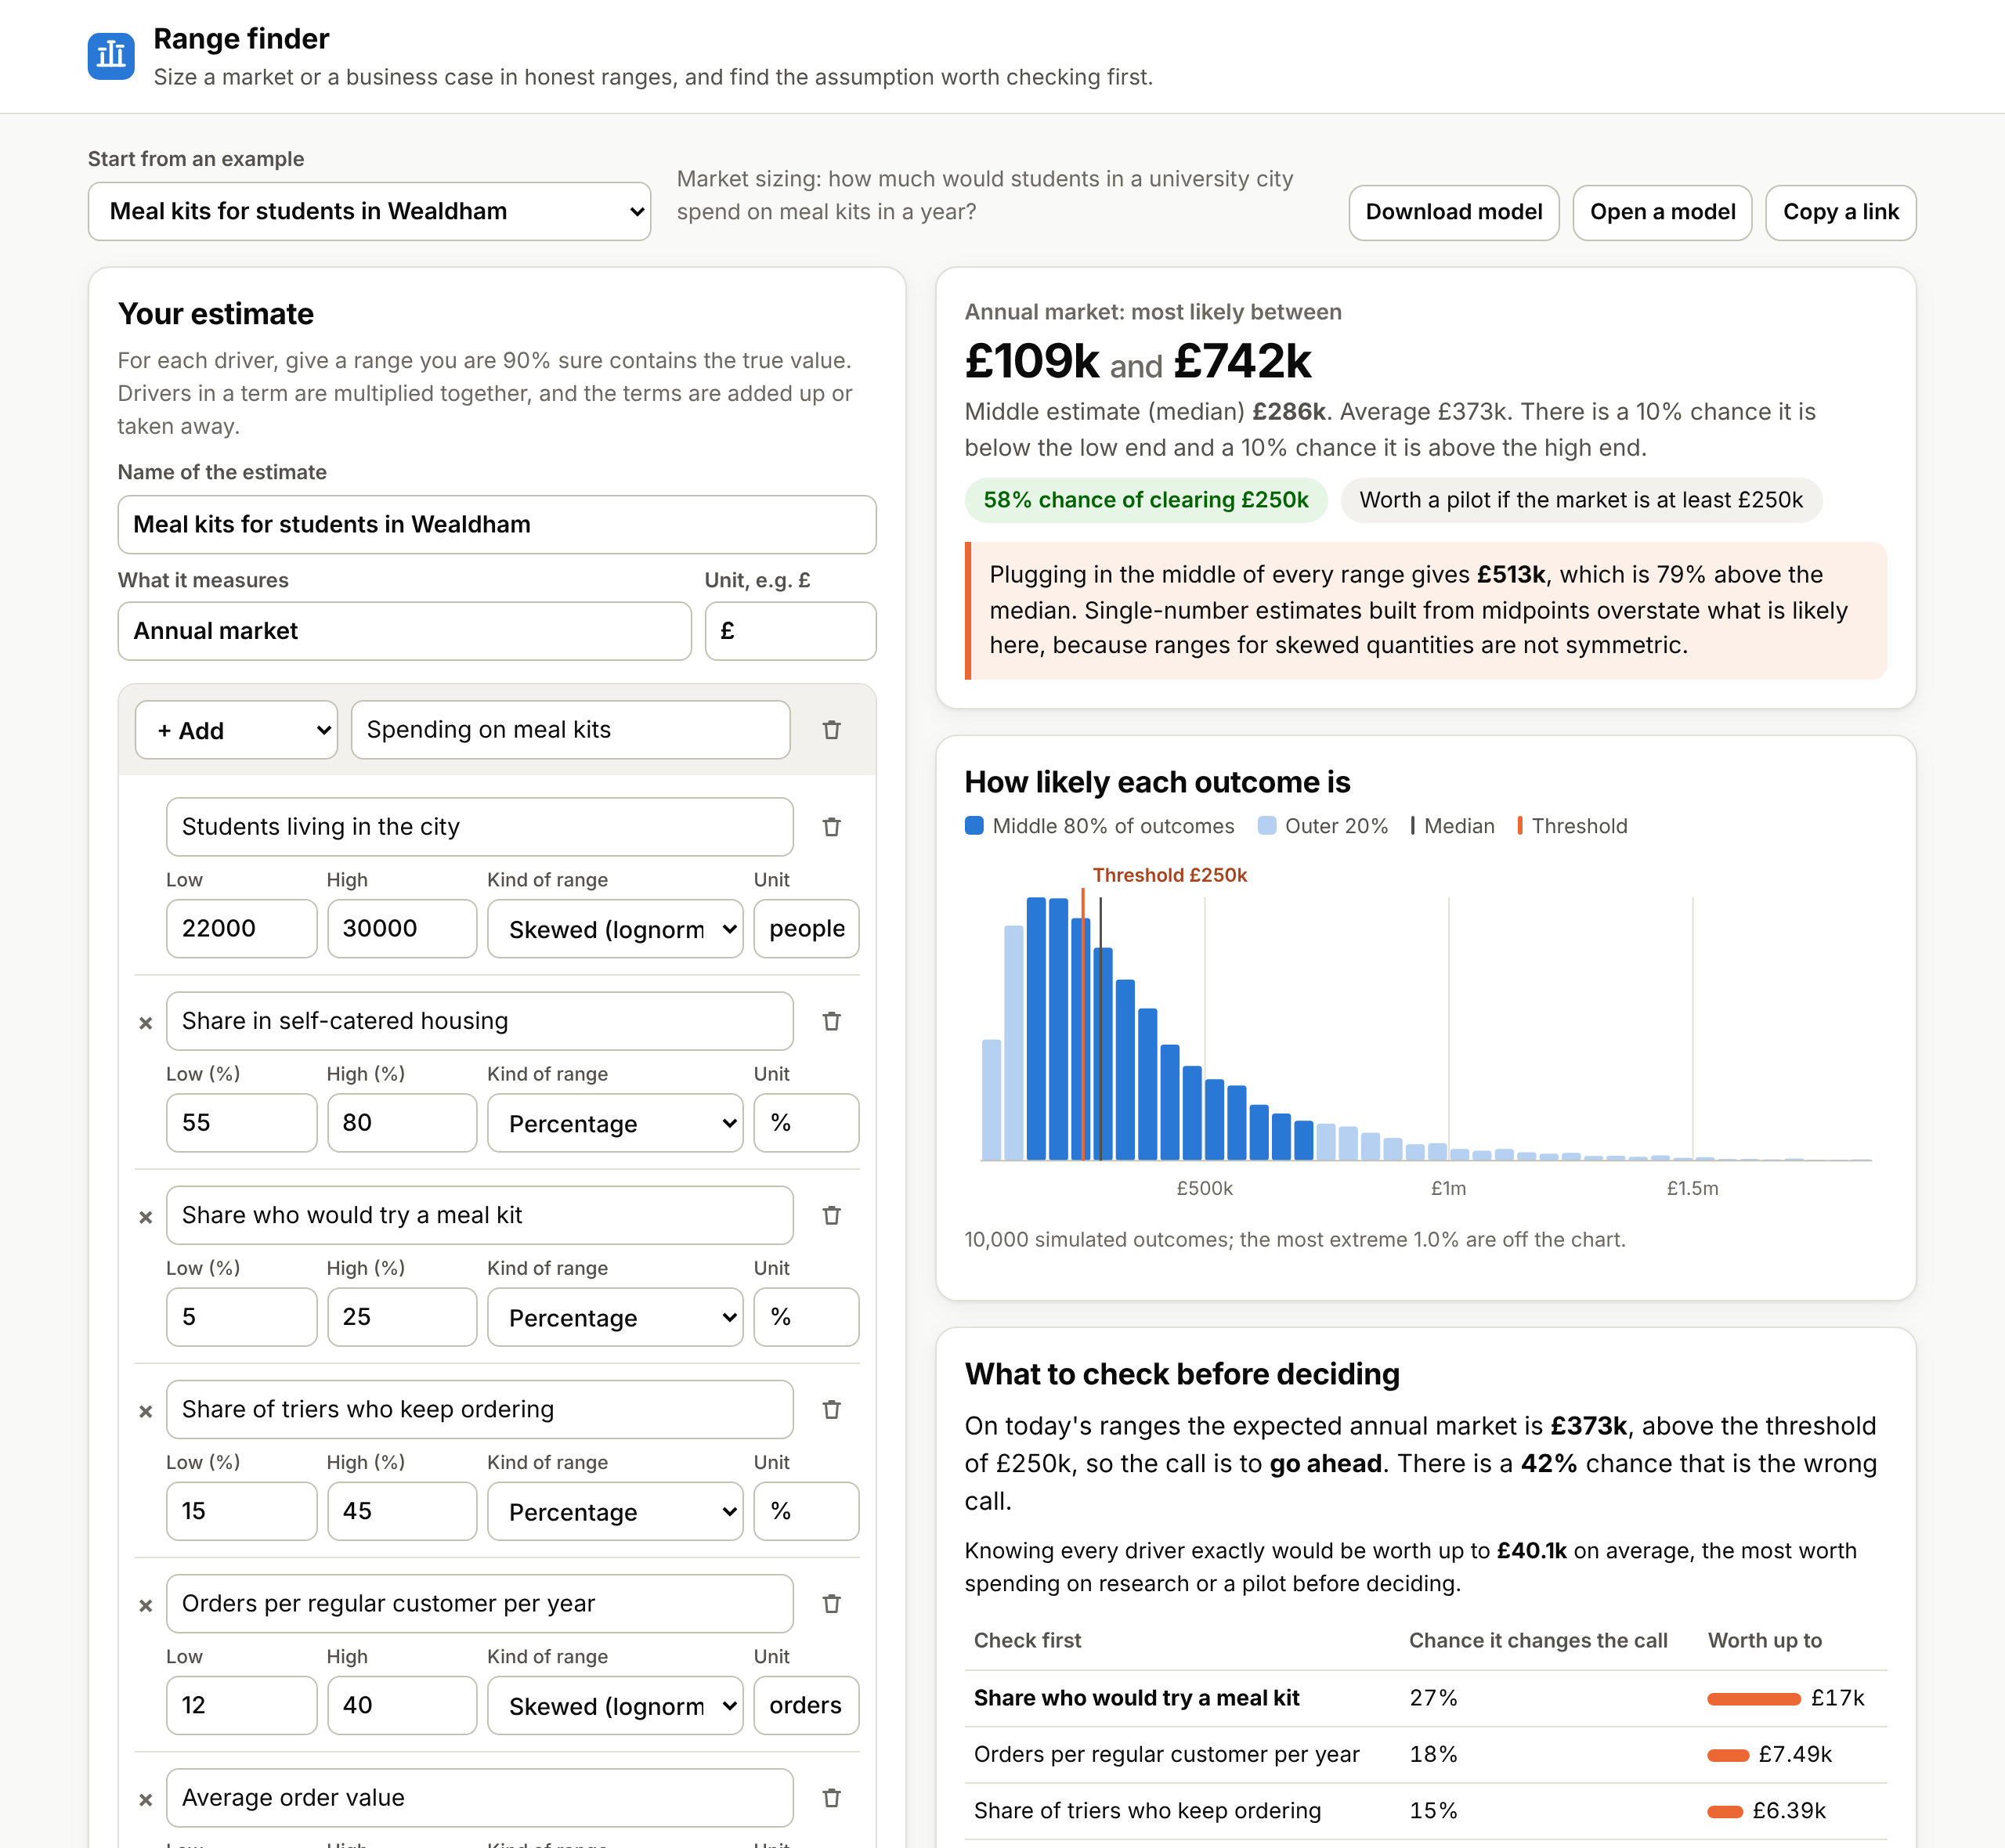 Range finder
Size a market or a business case in honest ranges, and find the assumption worth checking first.
Start from an example
Meal kits for students in Wealdham
Market sizing: how much would students in a university city
spend on meal kits in a year?
Download model
Open a model
Copy a link
Your estimate
For each driver, give a range you are 90% sure contains the true value.
Drivers in a term are multiplied together, and the terms are added up or
taken away.
Name of the estimate
Meal kits for students in Wealdham
What it measures
Unit, e.g. £
Annual market
£
+ Add
Spending on meal kits
Students living in the city
Low High Kind of range Unit
22000 30000 Skewed (lognorm people
× Share in self-catered housing
Low (%) High (%) Kind of range Unit
55 80 Percentage %
× Share who would try a meal kit
Low (%) High (%) Kind of range Unit
5 25 Percentage %
× Share of triers who keep ordering
Low (%) High (%) Kind of range Unit
15 45 Percentage %
× Orders per regular customer per year
Low High Kind of range Unit
12 40 Skewed (lognorm orders
× Average order value
Annual market: most likely between
£109k and £742k
Middle estimate (median) £286k. Average £373k. There is a 10% chance it is
below the low end and a 10% chance it is above the high end.
58% chance of clearing £250k
Worth a pilot if the market is at least £250k
Plugging in the middle of every range gives £513k, which is 79% above the
median. Single-number estimates built from midpoints overstate what is likely
here, because ranges for skewed quantities are not symmetric.
How likely each outcome is
Middle 80% of outcomes Outer 20% Median Threshold
Threshold £250k
£500k £1m £1.5m
10,000 simulated outcomes; the most extreme 1.0% are off the chart.
What to check before deciding
On today's ranges the expected annual market is £373k, above the threshold
of £250k, so the call is to go ahead. There is a 42% chance that is the wrong
call.
Knowing every driver exactly would be worth up to £40.1k on average, the most worth
spending on research or a pilot before deciding.
Check first Chance it changes the call Worth up to
Share who would try a meal kit 27% £17k
Orders per regular customer per year 18% £7.49k
Share of triers who keep ordering 15% £6.39k